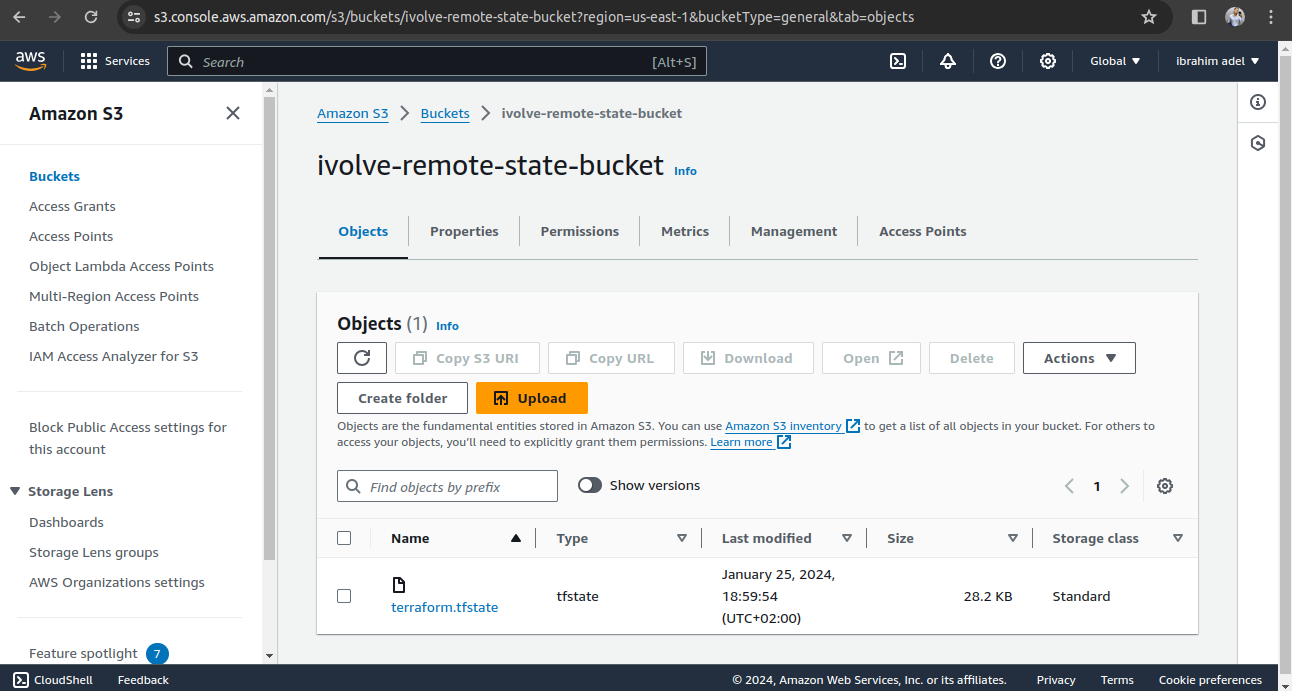 s3.console.aws.amazon.com/s3/buckets/ivolve-remote-state-bucket?region=us-east-1&bucketType=general&tab=objects
aws Services Search [Alt+S] Global ibrahim adel
Amazon S3
Buckets
Access Grants
Access Points
Object Lambda Access Points
Multi-Region Access Points
Batch Operations
IAM Access Analyzer for S3
Block Public Access settings for
this account
Storage Lens
Dashboards
Storage Lens groups
AWS Organizations settings
Feature spotlight 7
Amazon S3 Buckets ivolve-remote-state-bucket
ivolve-remote-state-bucket Info
Objects Properties Permissions Metrics Management Access Points
Objects (1) Info
Copy S3 URI Copy URL Download Open Delete Actions
Create folder Upload
Objects are the fundamental entities stored in Amazon S3. You can use Amazon S3 inventory to get a list of all objects in your bucket. For others to
access your objects, you'll need to explicitly grant them permissions. Learn more
Find objects by prefix Show versions 1
Name Type Last modified Size Storage class
terraform.tfstate tfstate January 25, 2024, 28.2 KB Standard
18:59:54
(UTC+02:00)
CloudShell Feedback © 2024, Amazon Web Services, Inc. or its affiliates. Privacy Terms Cookie preferences